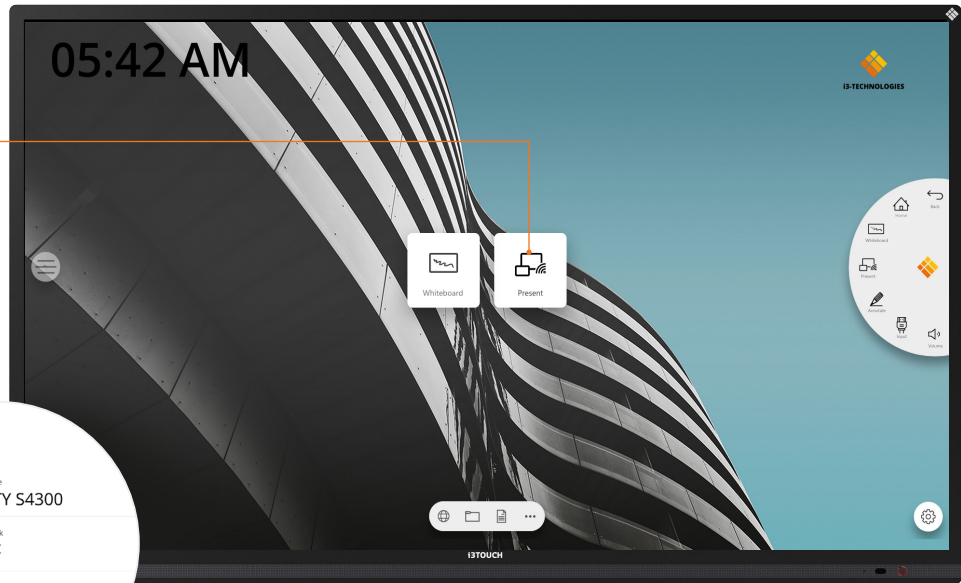 05:42 AM
i3-TECHNOLOGIES
Back
Home
Whiteboard
Present
Annotate
Input
Volume
Whiteboard
Present
S4300
i3TOUCH